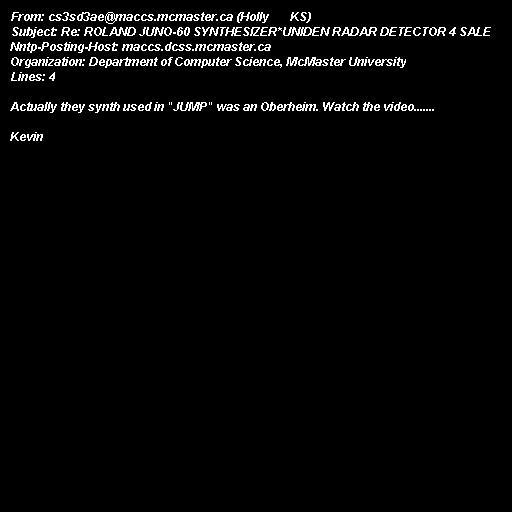 From: cs3sd3ae@maccs.mcmaster.ca (Holly      KS)
Subject: Re: ROLAND JUNO-60 SYNTHESIZER*UNIDEN RADAR DETECTOR 4 SALE
Nntp-Posting-Host: maccs.dcss.mcmaster.ca
Organization: Department of Computer Science, McMaster University
Lines: 4

Actually they synth used in "JUMP" was an Oberheim. Watch the video.......

Kevin